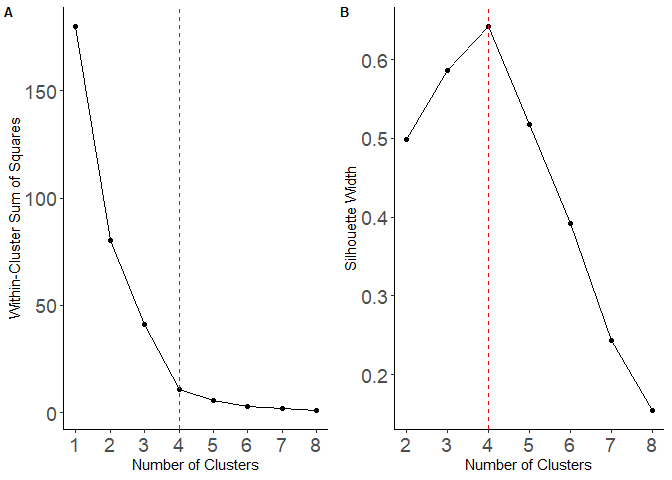 A
Within-Cluster Sum of Squares
150
100
50
0
1 2 3 4 5 6 7 8
Number of Clusters
B
Silhouette Width
0.6
0.5
0.4
0.3
0.2
2 3 4 5 6 7 8
Number of Clusters